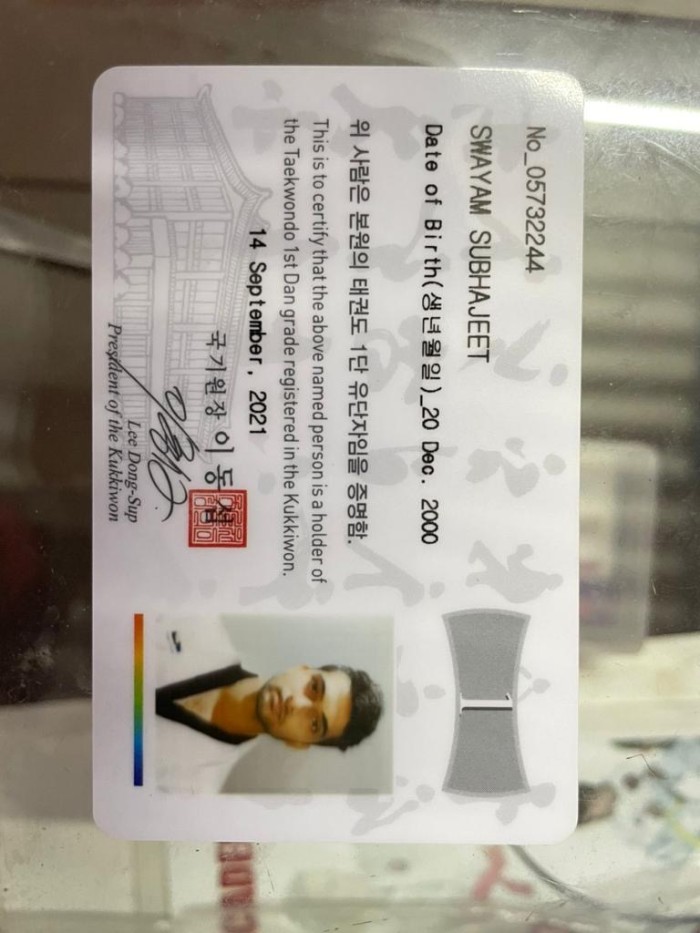 No_05732244
SWAYAM SUBHAJEET
Date of Birth(생년월일)_20 Dec. 2000
위 사람은 본원의 태권도 1단 유단자임을 증명함.
This is to certify that the above named person is a holder of
the Taekwondo 1st Dan grade registered in the Kukkiwon.
14 September, 2021
국기원장 이 동
Lee Dong-Sup
President of the Kukkiwon
1